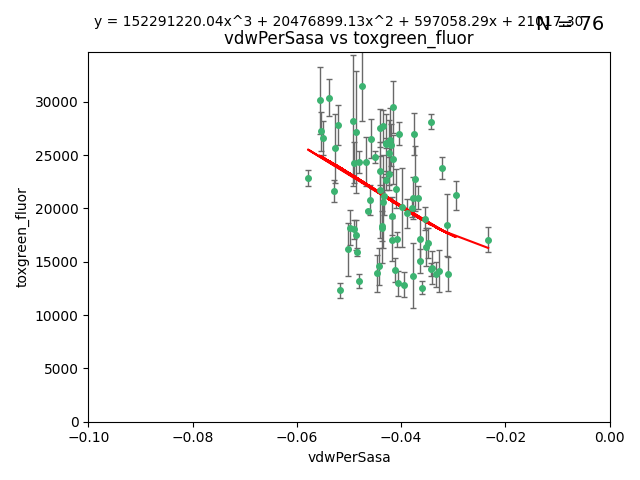 y = 152291220.04x^3 + 20476899.13x^2 + 597058.29x + 21017.30
N = 76
vdwPerSasa vs toxgreen_fluor
30000
25000
20000
15000
10000
5000
0
toxgreen_fluor
−0.10 −0.08 −0.06 −0.04 −0.02 0.00
vdwPerSasa